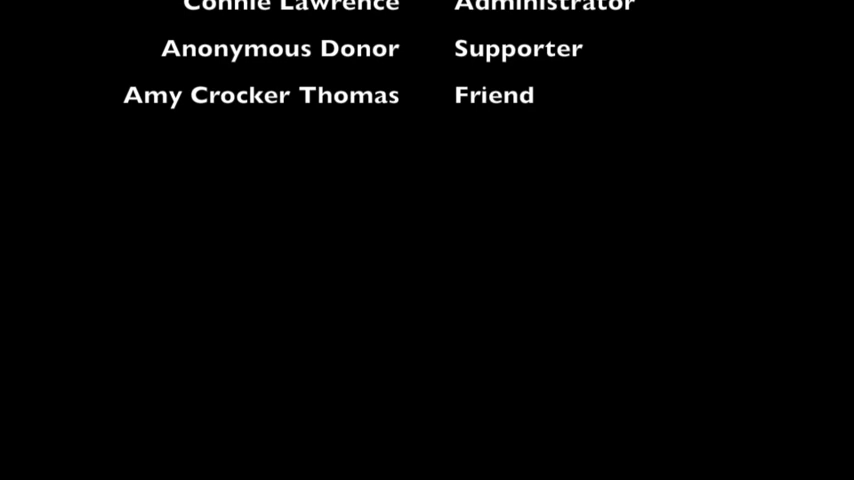 Connie Lawrence Administrator
Anonymous Donor Supporter
Amy Crocker Thomas Friend